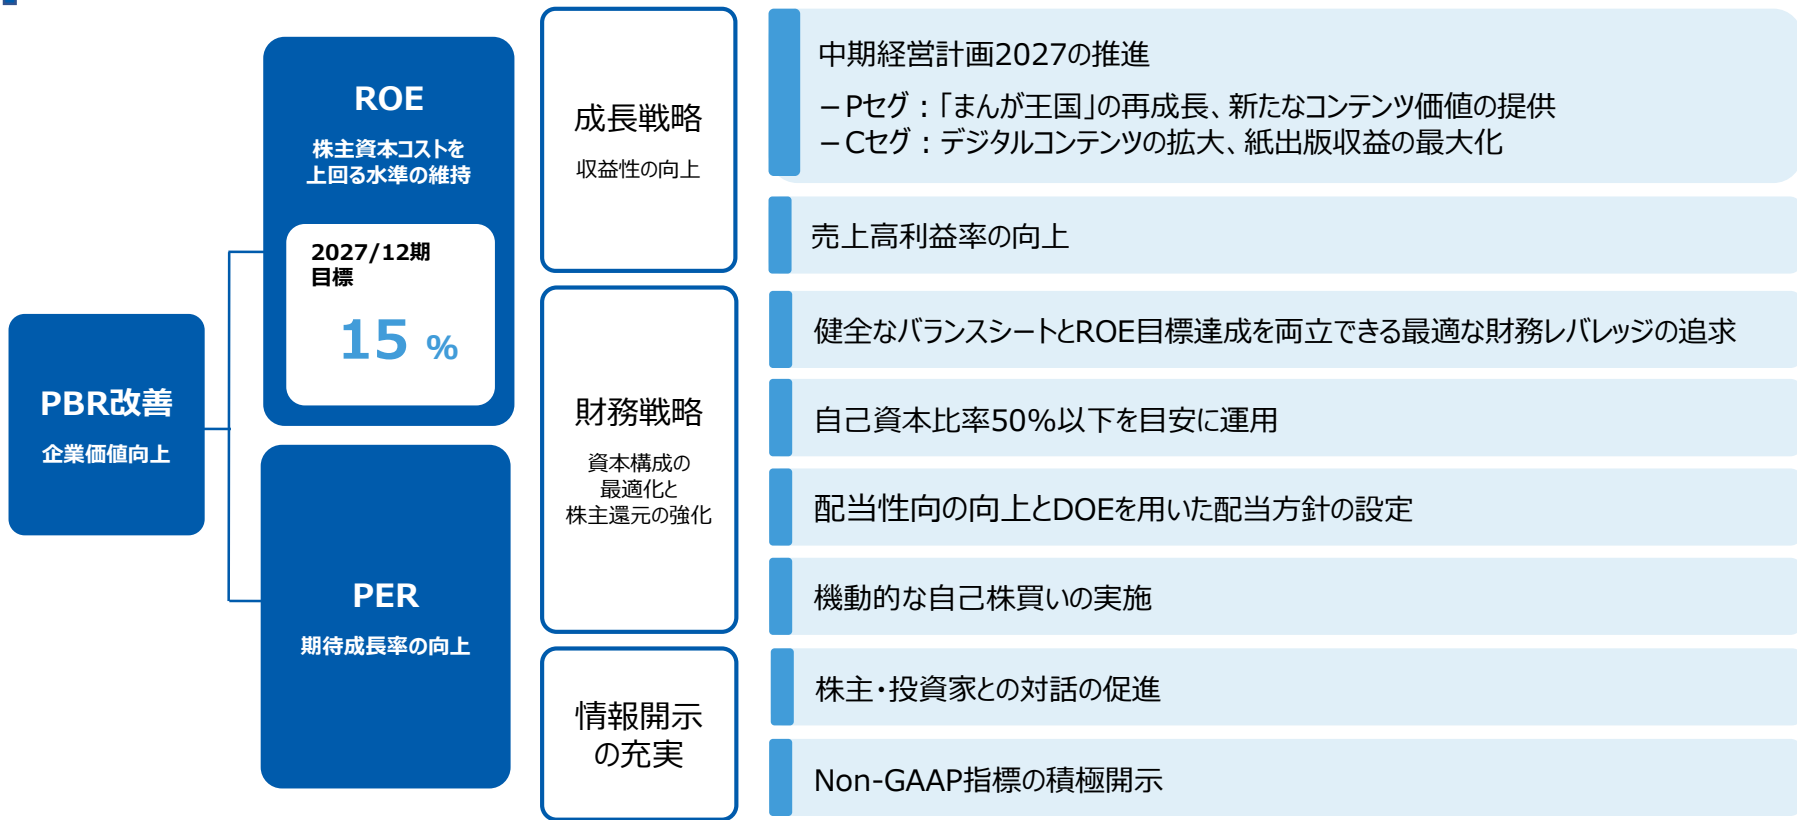 PBR改善
企業価値向上
ROE
株主資本コストを
上回る水準の維持
2027/12期
目標
15 %
PER
期待成長率の向上
成長戦略
収益性の向上
中期経営計画2027の推進
－Pセグ：「まんが王国」の再成長、新たなコンテンツ価値の提供
－Cセグ：デジタルコンテンツの拡大、紙出版収益の最大化
売上高利益率の向上
財務戦略
資本構成の
最適化と
株主還元の強化
健全なバランスシートとROE目標達成を両立できる最適な財務レバレッジの追求
自己資本比率50%以下を目安に運用
配当性向の向上とDOEを用いた配当方針の設定
機動的な自己株買いの実施
情報開示
の充実
株主・投資家との対話の促進
Non-GAAP指標の積極開示